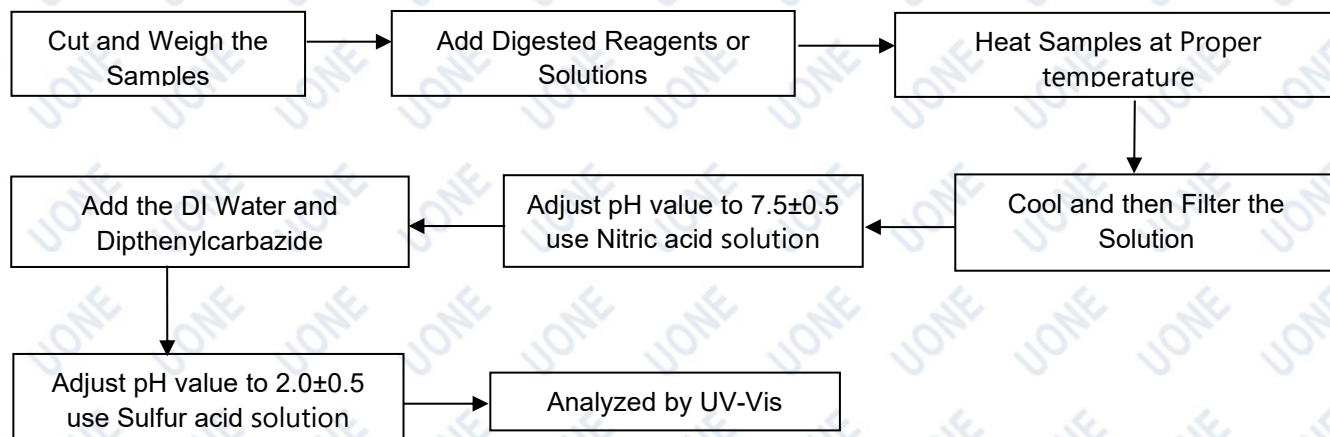 Cut and Weigh the
Samples
Add Digested Reagents or
Solutions
Heat Samples at Proper
temperature
Cool and then Filter the
Solution
Adjust pH value to 7.5±0.5
use Nitric acid solution
Add the DI Water and
Dipthenylcarbazide
Adjust pH value to 2.0±0.5
use Sulfur acid solution
Analyzed by UV-Vis
UONE